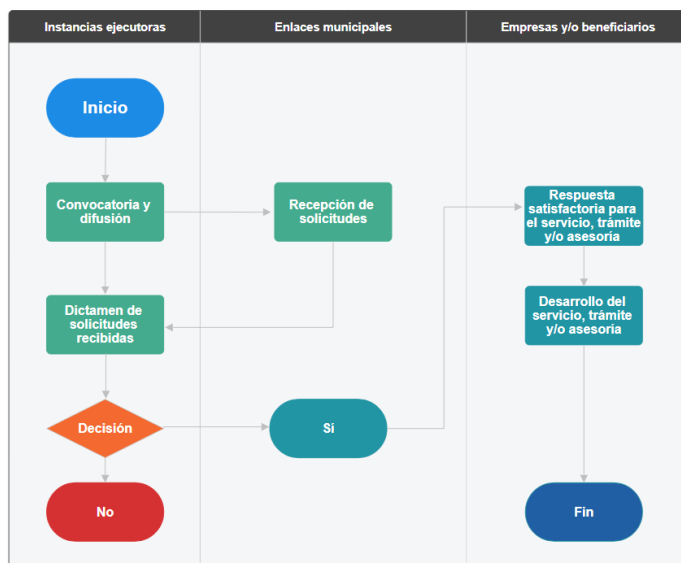 Instancias ejecutoras
Enlaces municipales
Empresas y/o beneficiarios
Inicio
Convocatoria y
difusión
Recepción de
solicitudes
Respuesta
satisfactoria para
el servicio, trámite
y/o asesoría
Dictamen de
solicitudes
recibidas
Desarrollo del
servicio, trámite
y/o asesoría
Decisión
Sí
No
Fin